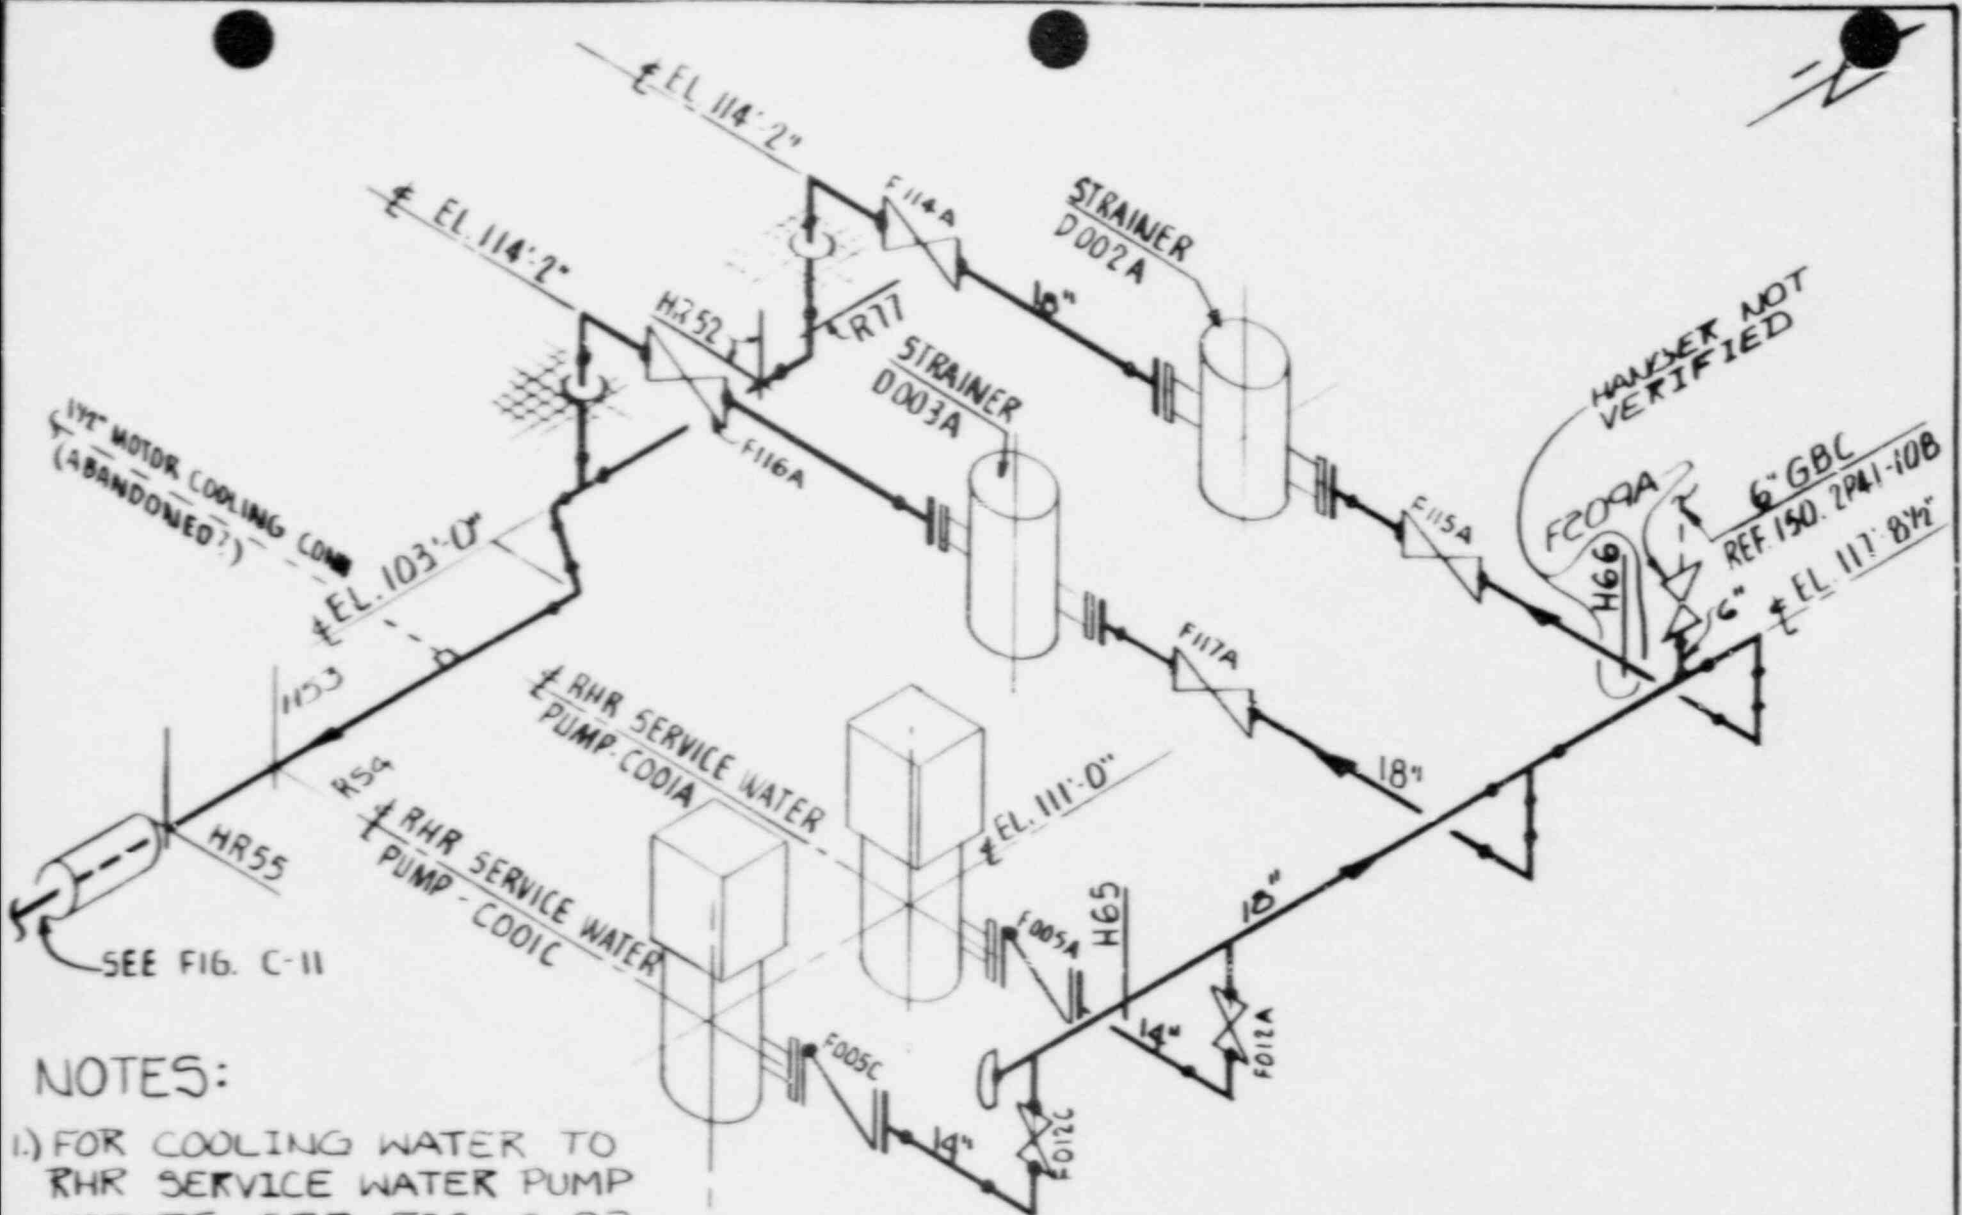 ℄ EL. 114'-2"
℄ EL. 114'-2"
F114A
STRAINER
D002A
18"
HR52
R77
STRAINER
D003A
F116A
HANGER NOT
VERIFIED
F209A
6" GBC
REF. ISO. 2P41-10B
℄ EL. 117'-8½"
H66
6"
F115A
1½" MOTOR COOLING CONN
(ABANDONED?)
℄ EL. 103'-0"
F117A
18"
H53
R54
℄ RHR SERVICE WATER
PUMP-C001A
℄ EL. 111'-0"
HR55
℄ RHR SERVICE WATER
PUMP-C001C
SEE FIG. C-11
F005A
H65
18"
14"
F012A
F005C
14"
F012C
NOTES:
1.) FOR COOLING WATER TO
RHR SERVICE WATER PUMP